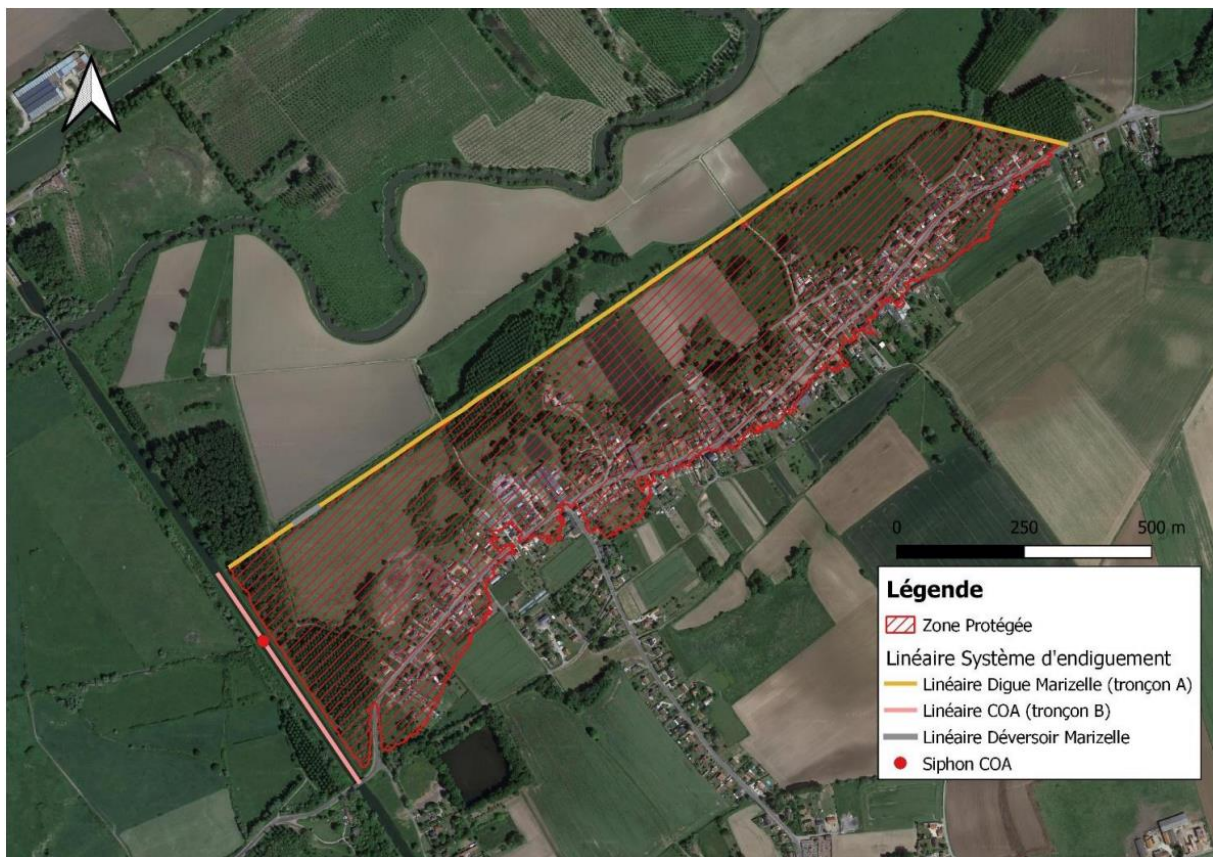 0 250 500 m
Légende
Zone Protégée
Linéaire Système d'endiguement
Linéaire Digue Marizelle (tronçon A)
Linéaire COA (tronçon B)
Linéaire Déversoir Marizelle
Siphon COA